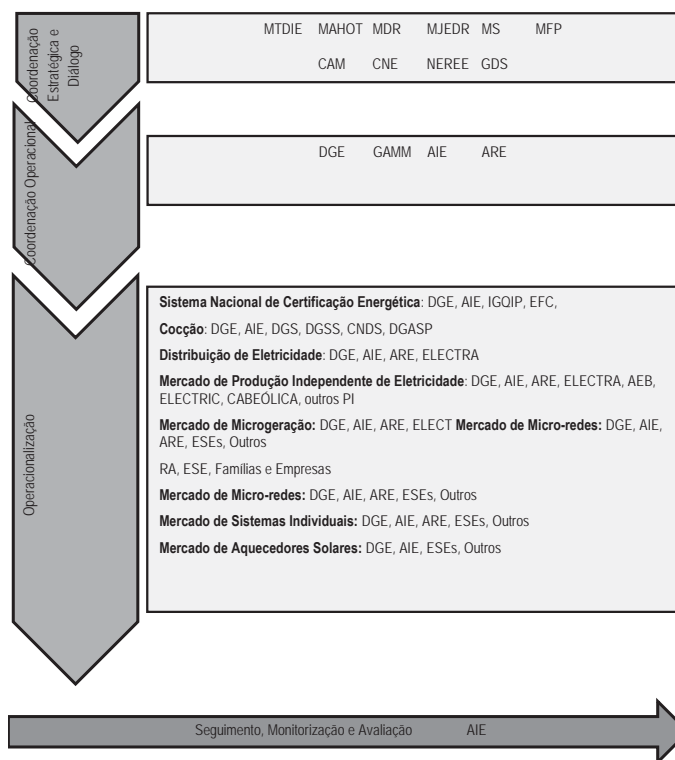 Coordenação
Estratégica e
Diálogo
MTDIE MAHOT MDR MJEDR MS MFP
CAM CNE NEREE GDS
Coordenação Operacional
DGE GAMM AIE ARE
Operacionalização
Sistema Nacional de Certificação Energética: DGE, AIE, IGQIP, EFC,
Cocção: DGE, AIE, DGS, DGSS, CNDS, DGASP
Distribuição de Eletricidade: DGE, AIE, ARE, ELECTRA
Mercado de Produção Independente de Eletricidade: DGE, AIE, ARE, ELECTRA, AEB,
ELECTRIC, CABEÓLICA, outros PI
Mercado de Microgeração: DGE, AIE, ARE, ELECT Mercado de Micro-redes: DGE, AIE,
ARE, ESEs, Outros
RA, ESE, Famílias e Empresas
Mercado de Micro-redes: DGE, AIE, ARE, ESEs, Outros
Mercado de Sistemas Individuais: DGE, AIE, ARE, ESEs, Outros
Mercado de Aquecedores Solares: DGE, AIE, ESEs, Outros
Seguimento, Monitorização e Avaliação AIE